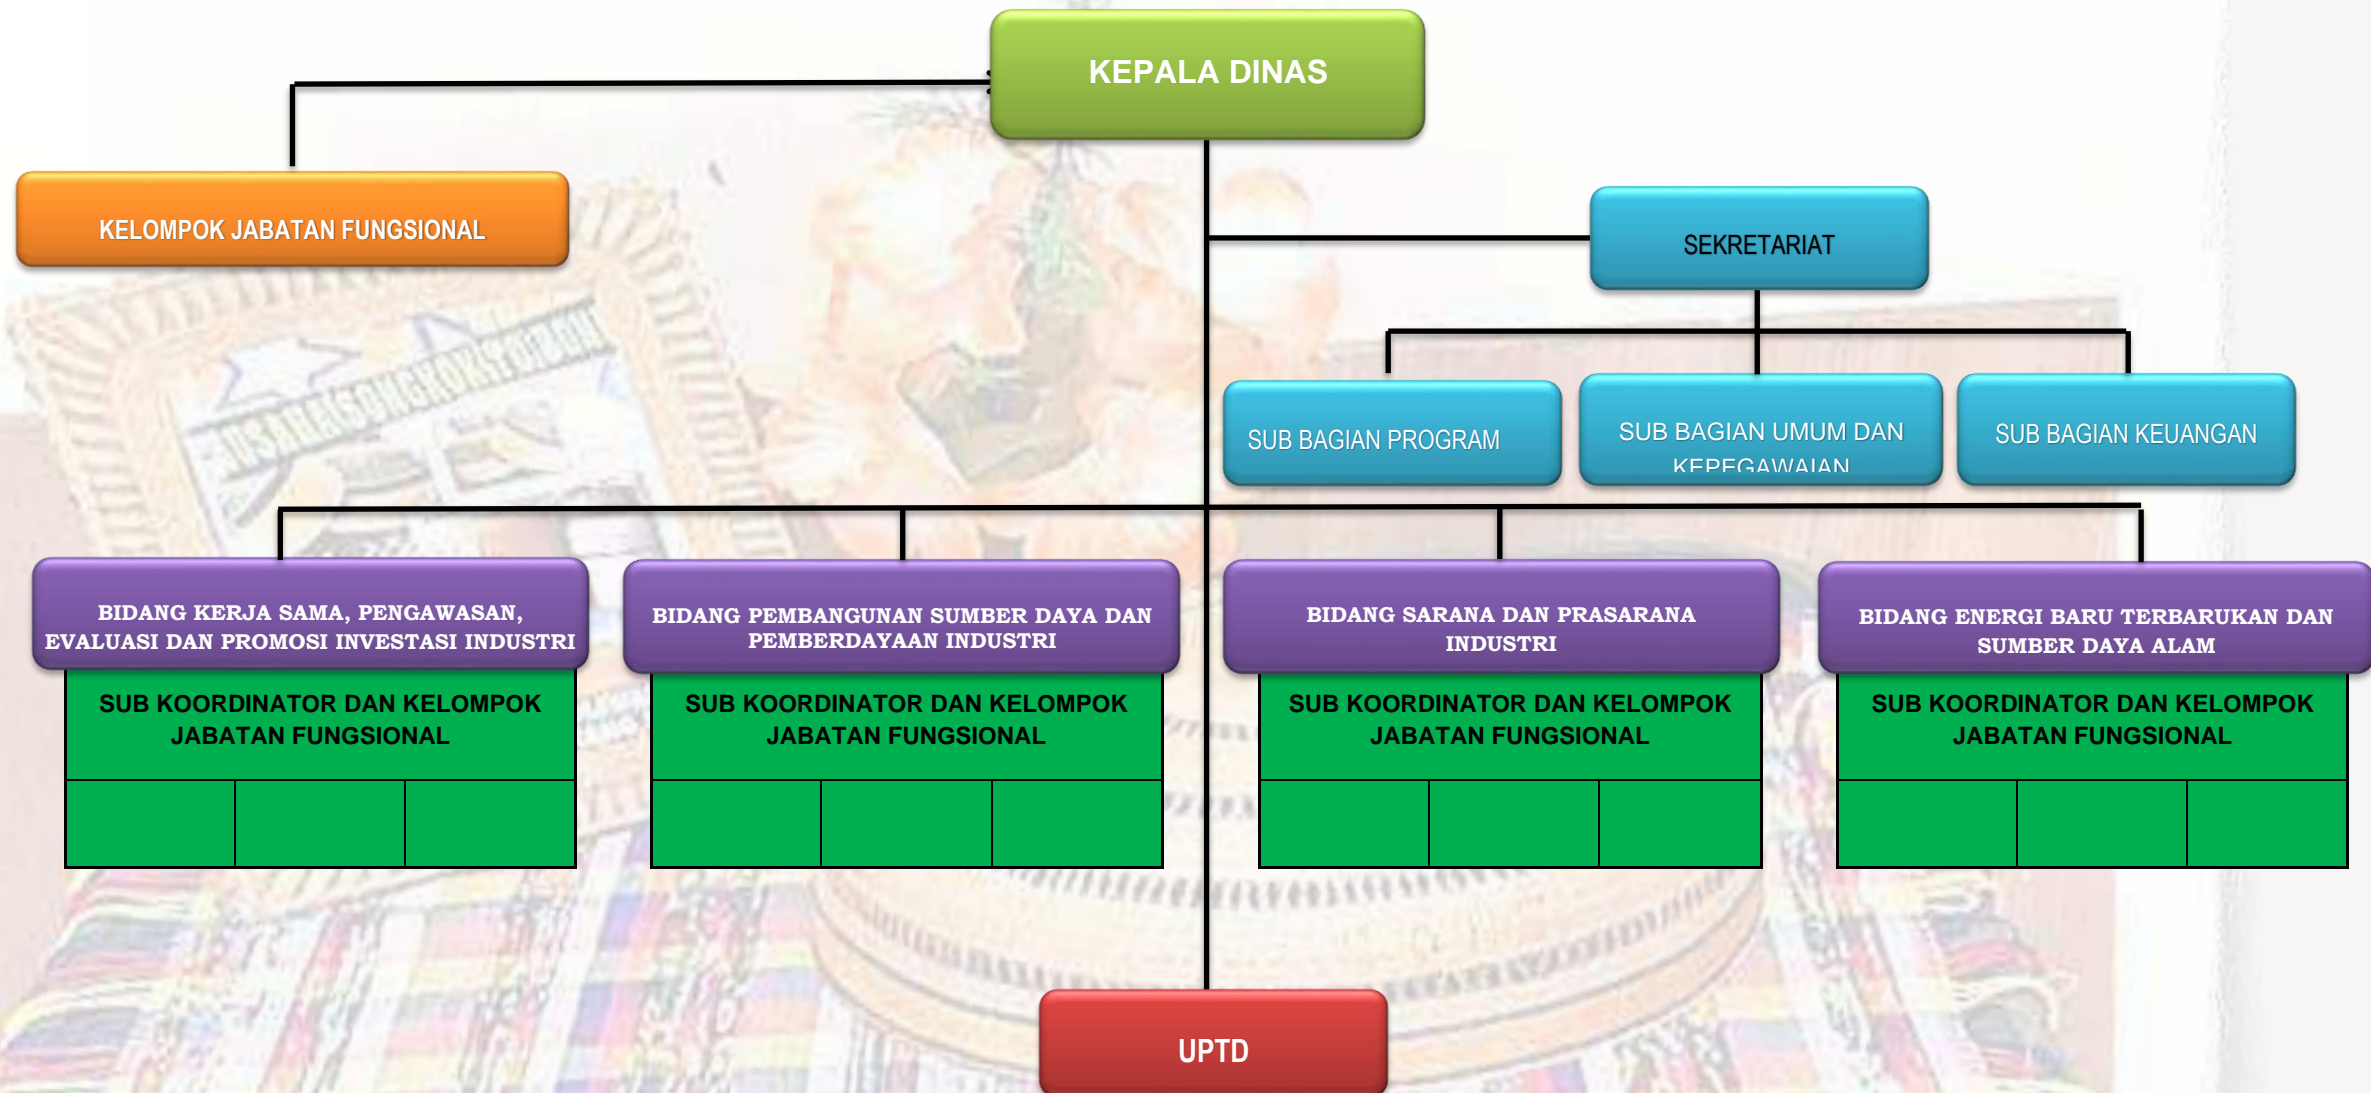 KEPALA DINAS
KELOMPOK JABATAN FUNGSIONAL
SEKRETARIAT
SUB BAGIAN PROGRAM
SUB BAGIAN UMUM DAN
KEPEGAWAIAN
SUB BAGIAN KEUANGAN
BIDANG KERJA SAMA, PENGAWASAN,
EVALUASI DAN PROMOSI INVESTASI INDUSTRI
BIDANG PEMBANGUNAN SUMBER DAYA DAN
PEMBERDAYAAN INDUSTRI
BIDANG SARANA DAN PRASARANA
INDUSTRI
BIDANG ENERGI BARU TERBARUKAN DAN
SUMBER DAYA ALAM
SUB KOORDINATOR DAN KELOMPOK
JABATAN FUNGSIONAL
SUB KOORDINATOR DAN KELOMPOK
JABATAN FUNGSIONAL
SUB KOORDINATOR DAN KELOMPOK
JABATAN FUNGSIONAL
SUB KOORDINATOR DAN KELOMPOK
JABATAN FUNGSIONAL
UPTD